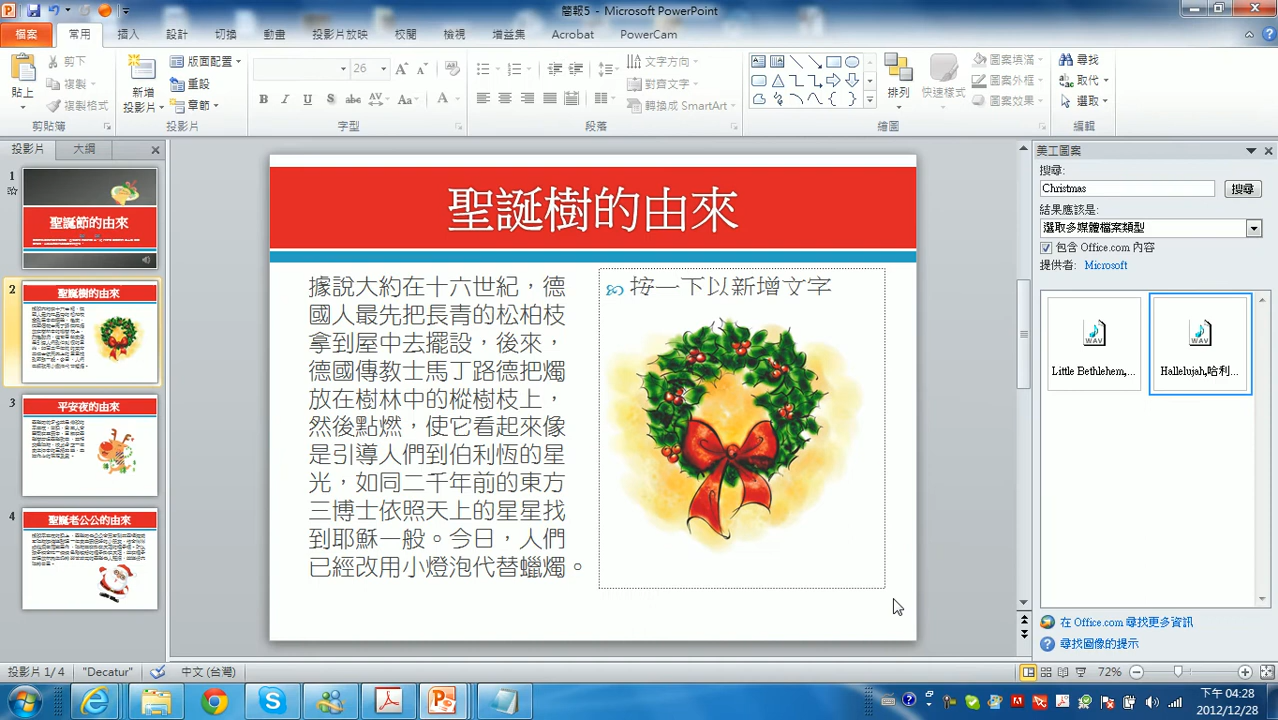 簡報5 - Microsoft PowerPoint
檔案 常用 插入 設計 切換 動畫 投影片放映 校閱 檢視 增益集 Acrobat PowerCam
貼上 剪下 複製 複製格式 剪貼簿
新增投影片 版面配置 重設 章節 投影片
26 B I U S abc AV Aa A 字型
文字方向 對齊文字 轉換成 SmartArt 段落
排列 快速樣式 圖案填滿 圖案外框 圖案效果 繪圖
尋找 取代 選取 編輯
投影片 大綱
1
聖誕節的由來
2
聖誕樹的由來
3
平安夜的由來
4
聖誕老公公的由來
聖誕樹的由來
據說大約在十六世紀，德
國人最先把長青的松柏枝
拿到屋中去擺設，後來，
德國傳教士馬丁路德把燭
放在樹林中的樅樹枝上，
然後點燃，使它看起來像
是引導人們到伯利恆的星
光，如同二千年前的東方
三博士依照天上的星星找
到耶穌一般。今日，人們
已經改用小燈泡代替蠟燭。
按一下以新增文字
美工圖案
搜尋:
Christmas 搜尋
結果應該是:
選取多媒體檔案類型
包含 Office.com 內容
提供者: Microsoft
WAV WAV
Little Bethlehem,... Hallelujah,哈利...
在 Office.com 尋找更多資訊
尋找圖像的提示
投影片 1/4 "Decatur" 中文 (台灣) 72%
下午 04:28
2012/12/28